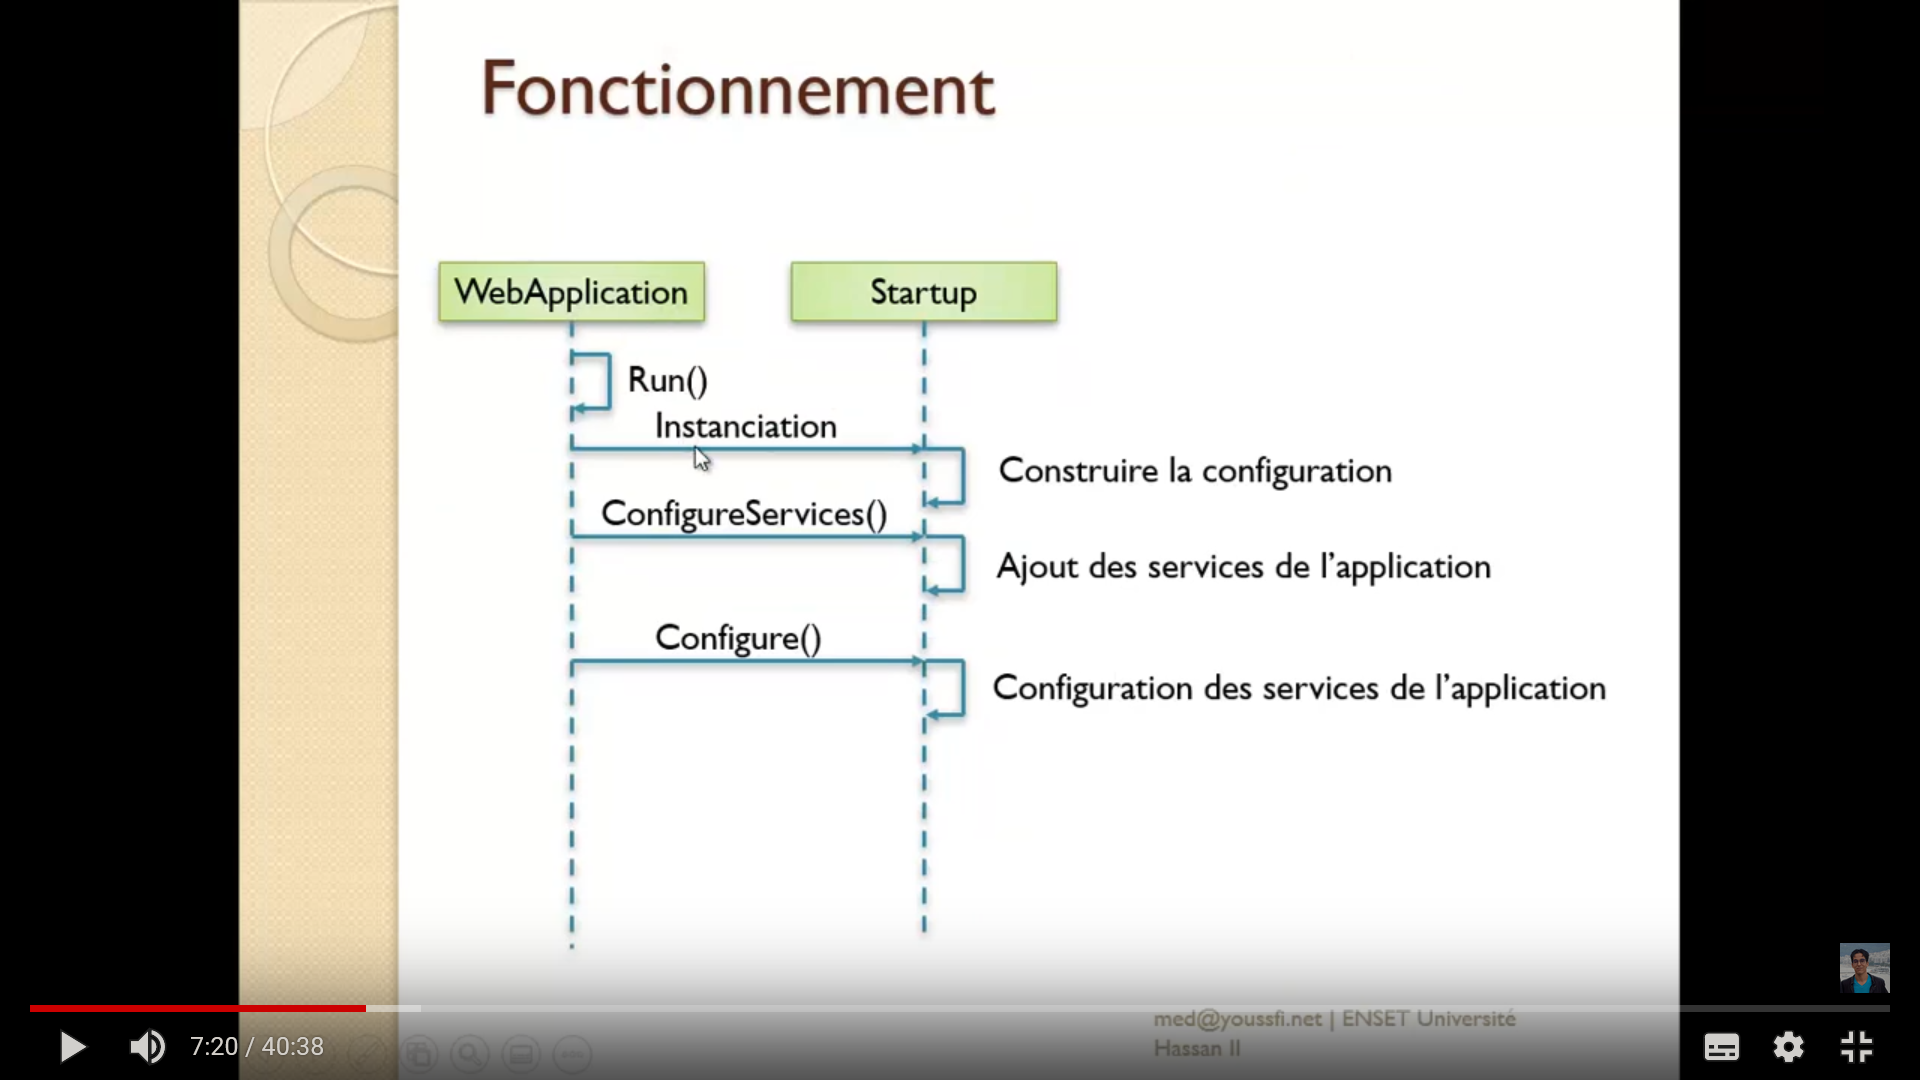 Fonctionnement
WebApplication
Startup
Run()
Instanciation
Construire la configuration
ConfigureServices()
Ajout des services de l’application
Configure()
Configuration des services de l’application
med@youssfi.net | ENSET Université
Hassan II
7:20 / 40:38